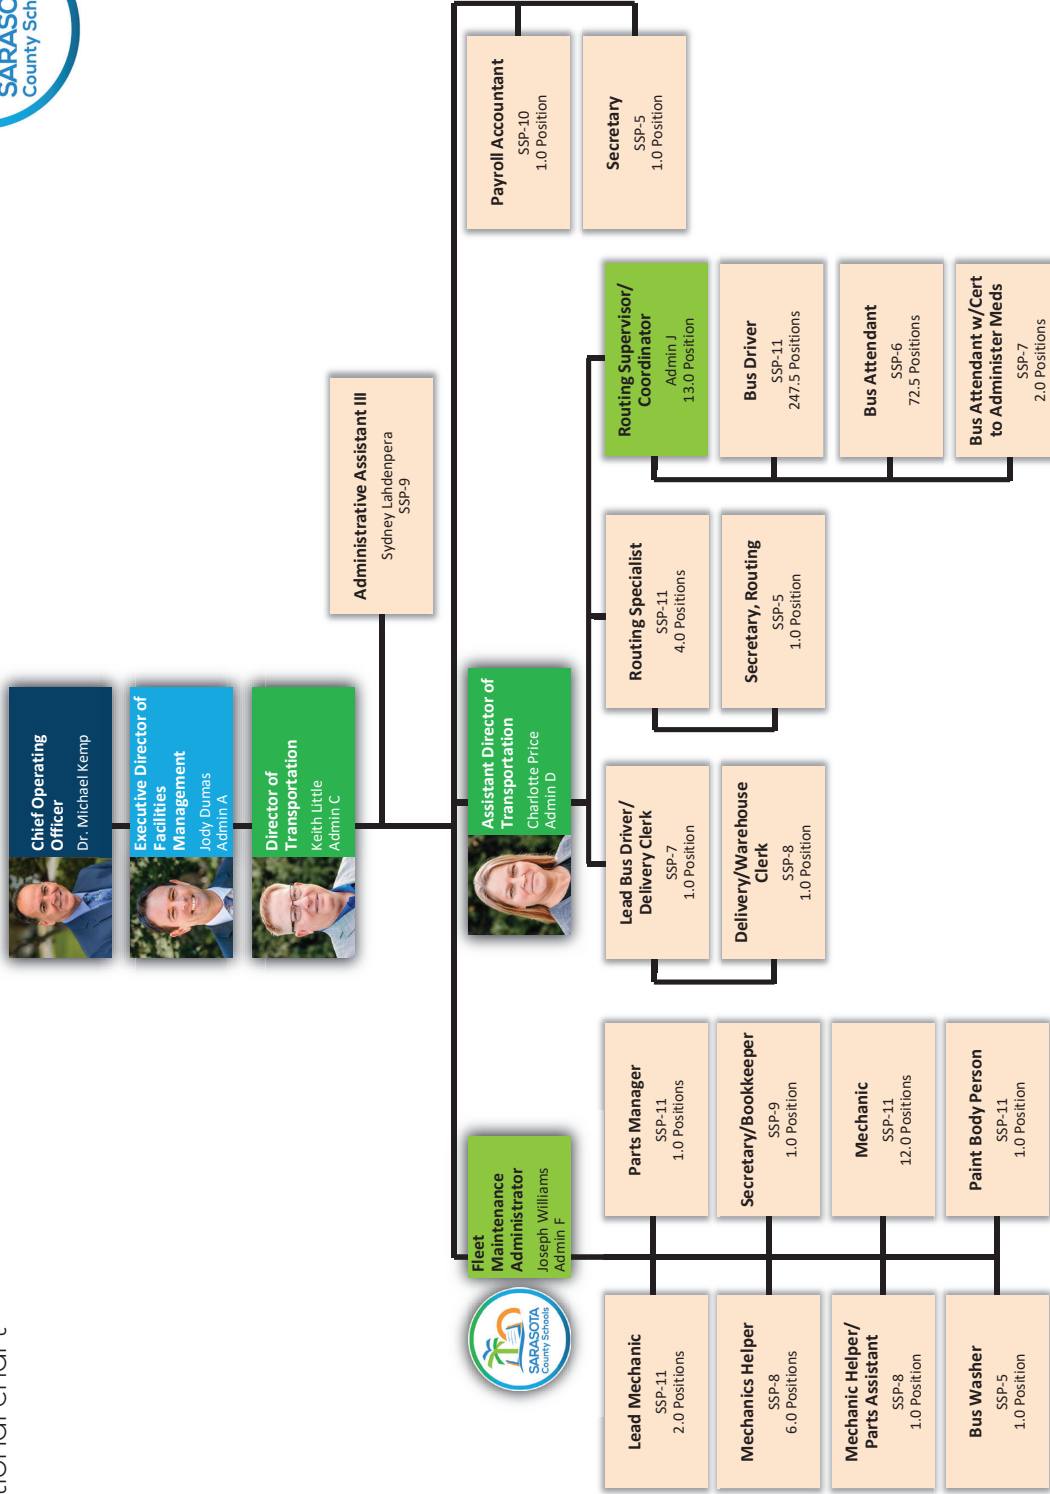 tional chart
SARASO
County Sch
Chief Operating
Officer
Dr. Michael Kemp
Executive Director of
Facilities
Management
Jody Dumas
Admin A
Director of
Transportation
Keith Little
Admin C
Administrative Assistant III
Sydney Lahdenpera
SSP-9
SARASOTA
County Schools
Fleet
Maintenance
Administrator
Joseph Williams
Admin F
Assistant Director of
Transportation
Charlotte Price
Admin D
Payroll Accountant
SSP-10
1.0 Position
Secretary
SSP-5
1.0 Position
Lead Mechanic
SSP-11
2.0 Positions
Parts Manager
SSP-11
1.0 Positions
Mechanics Helper
SSP-8
6.0 Positions
Secretary/Bookkeeper
SSP-9
1.0 Position
Mechanic Helper/
Parts Assistant
SSP-8
1.0 Position
Mechanic
SSP-11
12.0 Positions
Bus Washer
SSP-5
1.0 Position
Paint Body Person
SSP-11
1.0 Position
Lead Bus Driver/
Delivery Clerk
SSP-7
1.0 Position
Delivery/Warehouse
Clerk
SSP-8
1.0 Position
Routing Specialist
SSP-11
4.0 Positions
Secretary, Routing
SSP-5
1.0 Position
Routing Supervisor/
Coordinator
Admin J
13.0 Position
Bus Driver
SSP-11
247.5 Positions
Bus Attendant
SSP-6
72.5 Positions
Bus Attendant w/Cert
to Administer Meds
SSP-7
2.0 Positions